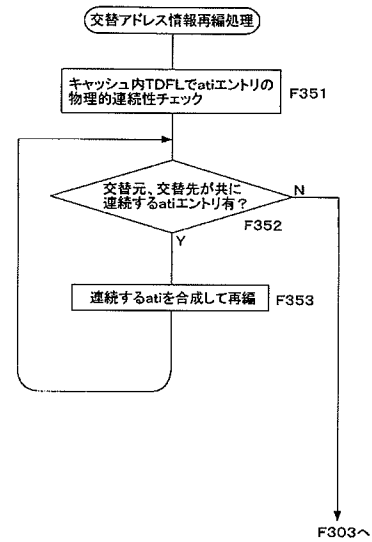 交替アドレス情報再編処理
キャッシュ内TDFLでatiエントリの
物理的連続性チェック
F351
交替元、交替先が共に
連続するatiエントリ有?
N
F352
Y
連続するatiを合成して再編
F353
F303へ